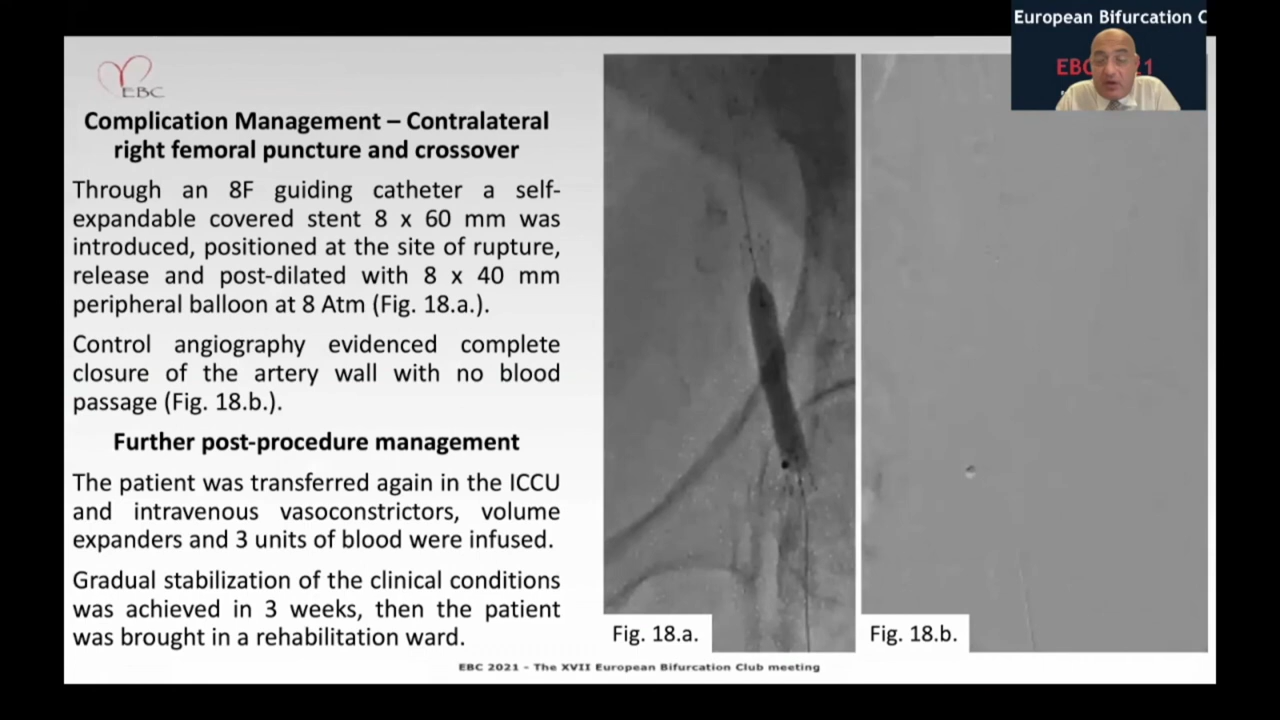 European Bifurcation C
EBC
Complication Management – Contralateral
right femoral puncture and crossover
Through an 8F guiding catheter a self-
expandable covered stent 8 x 60 mm was
introduced, positioned at the site of rupture,
release and post-dilated with 8 x 40 mm
peripheral balloon at 8 Atm (Fig. 18.a.).
Control angiography evidenced complete
closure of the artery wall with no blood
passage (Fig. 18.b.).
Further post-procedure management
The patient was transferred again in the ICCU
and intravenous vasoconstrictors, volume
expanders and 3 units of blood were infused.
Gradual stabilization of the clinical conditions
was achieved in 3 weeks, then the patient
was brought in a rehabilitation ward.
Fig. 18.a.
Fig. 18.b.
EBC 2021 - The XVII European Bifurcation Club meeting